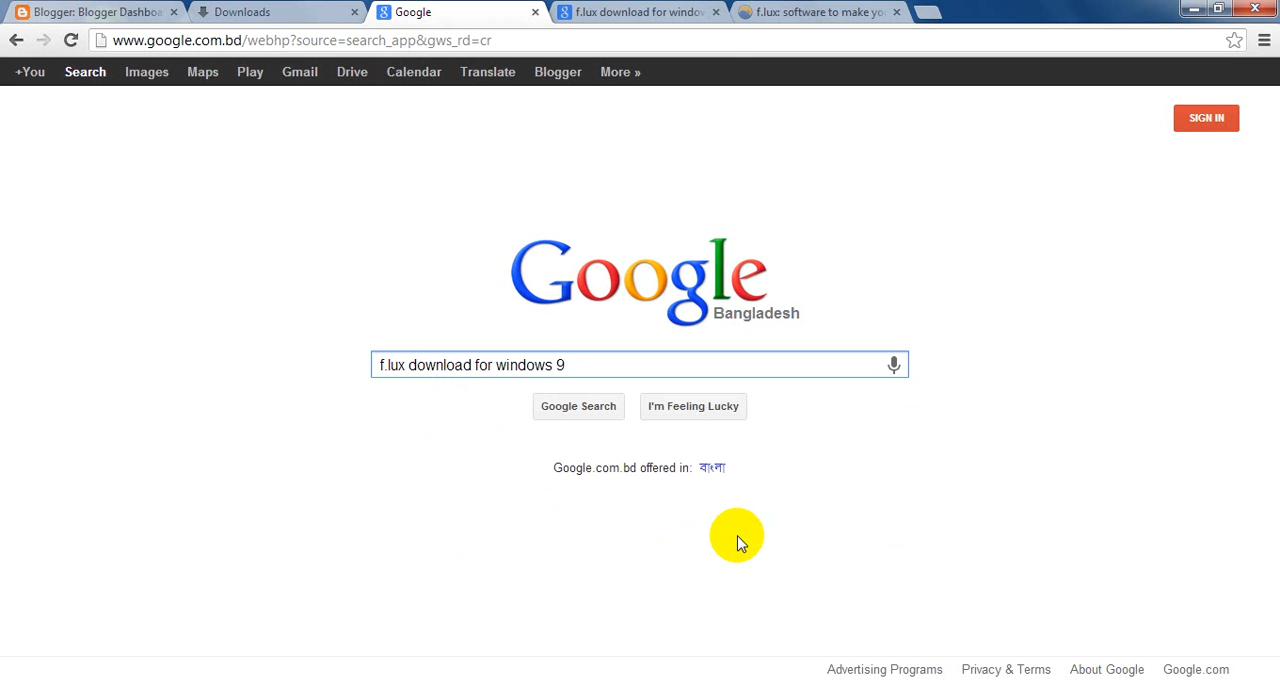 Blogger: Blogger Dashboa
Downloads
Google
f.lux download for window
f.lux: software to make you
www.google.com.bd/webhp?source=search_app&gws_rd=cr
+You Search Images Maps Play Gmail Drive Calendar Translate Blogger More »
SIGN IN
Google
Bangladesh
f.lux download for windows 9
Google Search I'm Feeling Lucky
Google.com.bd offered in: বাংলা
Advertising Programs Privacy & Terms About Google Google.com